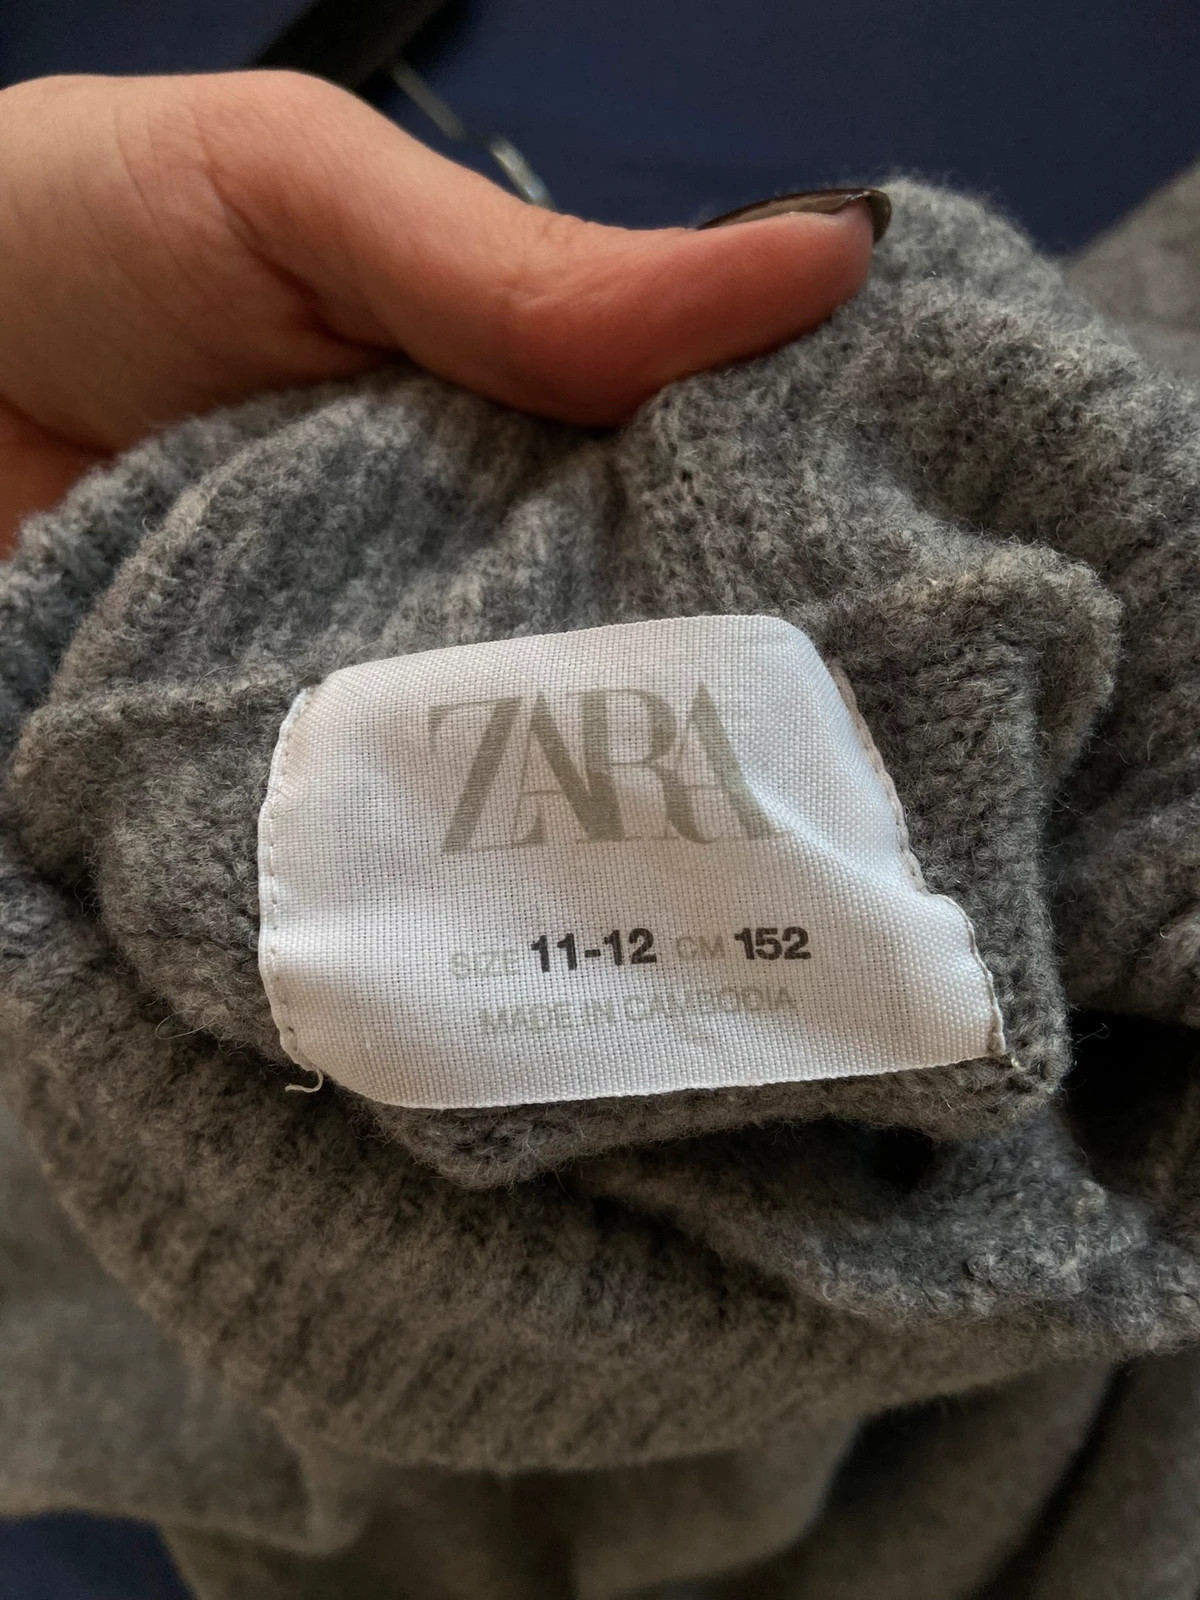 ZARA
SIZE 11-12 CM 152
MADE IN CAMBODIA